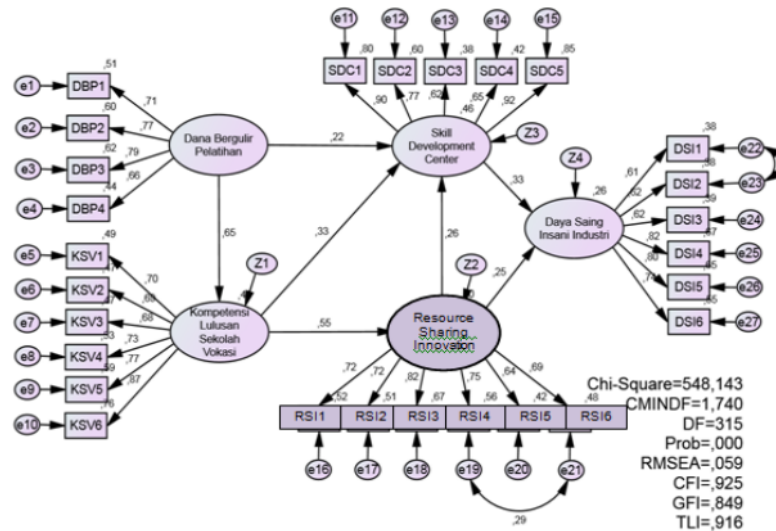 e11
e12
e13
e14
e15
,80
,60
,38
,42
,85
SDC1
SDC2
SDC3
SDC4
SDC5
,90
,77
,62
,65
,92
,46
Skill
Development
Center
Z3
e1
DBP1
,51
e2
DBP2
,60
e3
DBP3
,62
e4
DBP4
,44
,71
,77
,79
,66
Dana Bergulir
Pelatihan
,22
,65
,33
,26
,33
,25
,55
Z4
,26
Daya Saing
Insani Industri
DSI1
,38
e22
DSI2
e23
DSI3
e24
DSI4
e25
DSI5
e26
DSI6
e27
,61
,62
,62
,82
,80
e5
KSV1
,49
e6
KSV2
e7
KSV3
e8
KSV4
e9
KSV5
e10
KSV6
,76
,70
,68
,73
,77
,87
Z1
Kompetensi
Lulusan
Sekolah
Vokasi
Z2
Resource
Sharing
Innovation
,72
,72
,82
,75
,64
,69
,52
,51
,67
,56
,42
,48
RSI1
RSI2
RSI3
RSI4
RSI5
RSI6
e16
e17
e18
e19
e20
e21
,29
Chi-Square=548,143
CMINDF=1,740
DF=315
Prob=,000
RMSEA=,059
CFI=,925
GFI=,849
TLI=,916